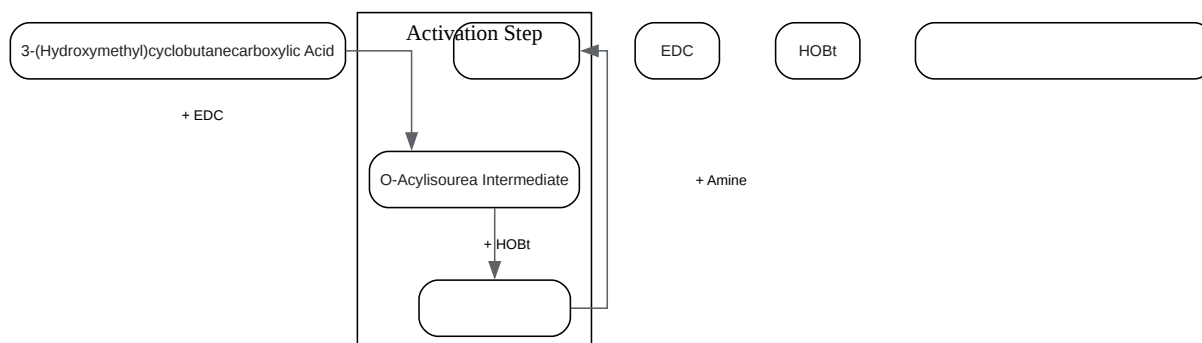 Activation Step
3-(Hydroxymethyl)cyclobutanecarboxylic Acid
EDC
HOBt
+ EDC
O-Acylisourea Intermediate
+ Amine
+ HOBt